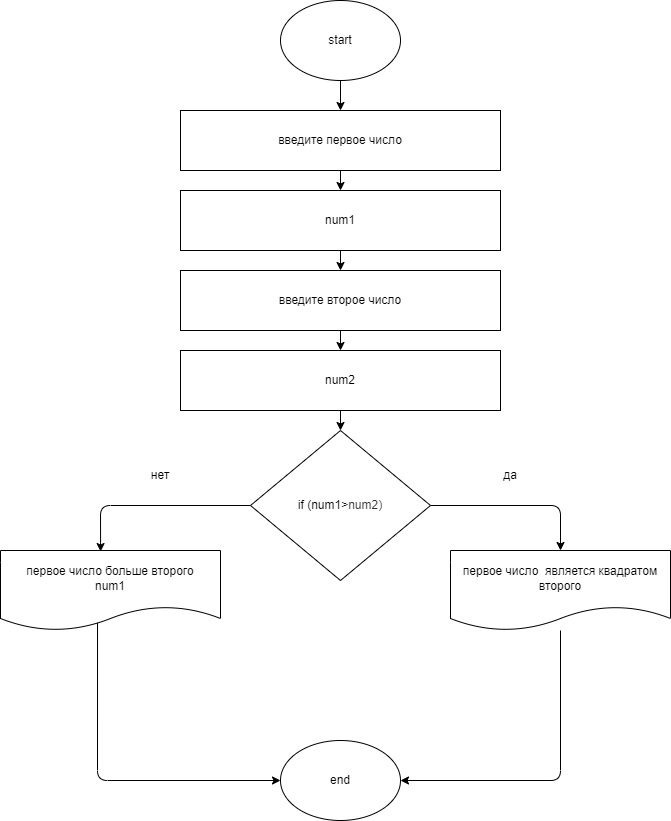 start
введите первое число
num1
введите второе число
num2
нет
да
if (num1>num2)
первое число больше второго
num1
первое число является квадратом
второго
end